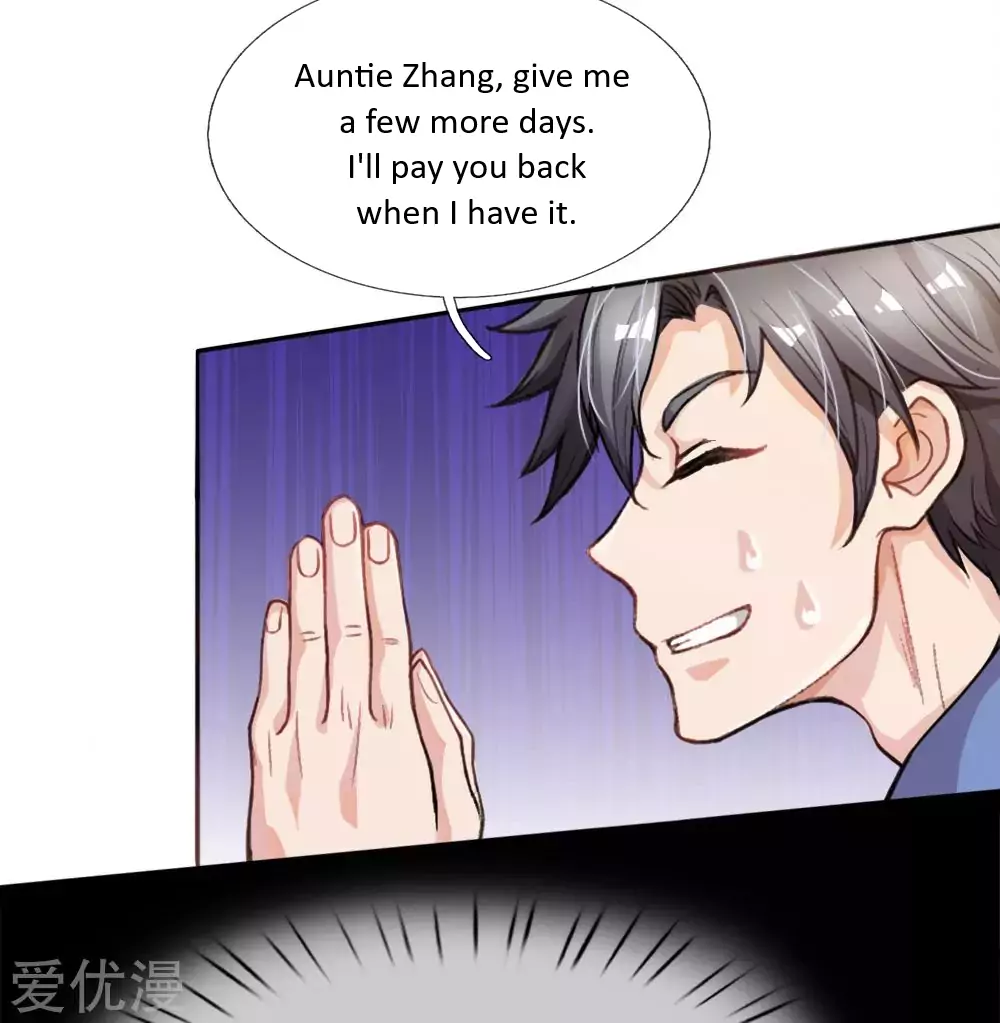 Auntie Zhang, give me
a few more days.
I'll pay you back
when I have it.
爱优漫